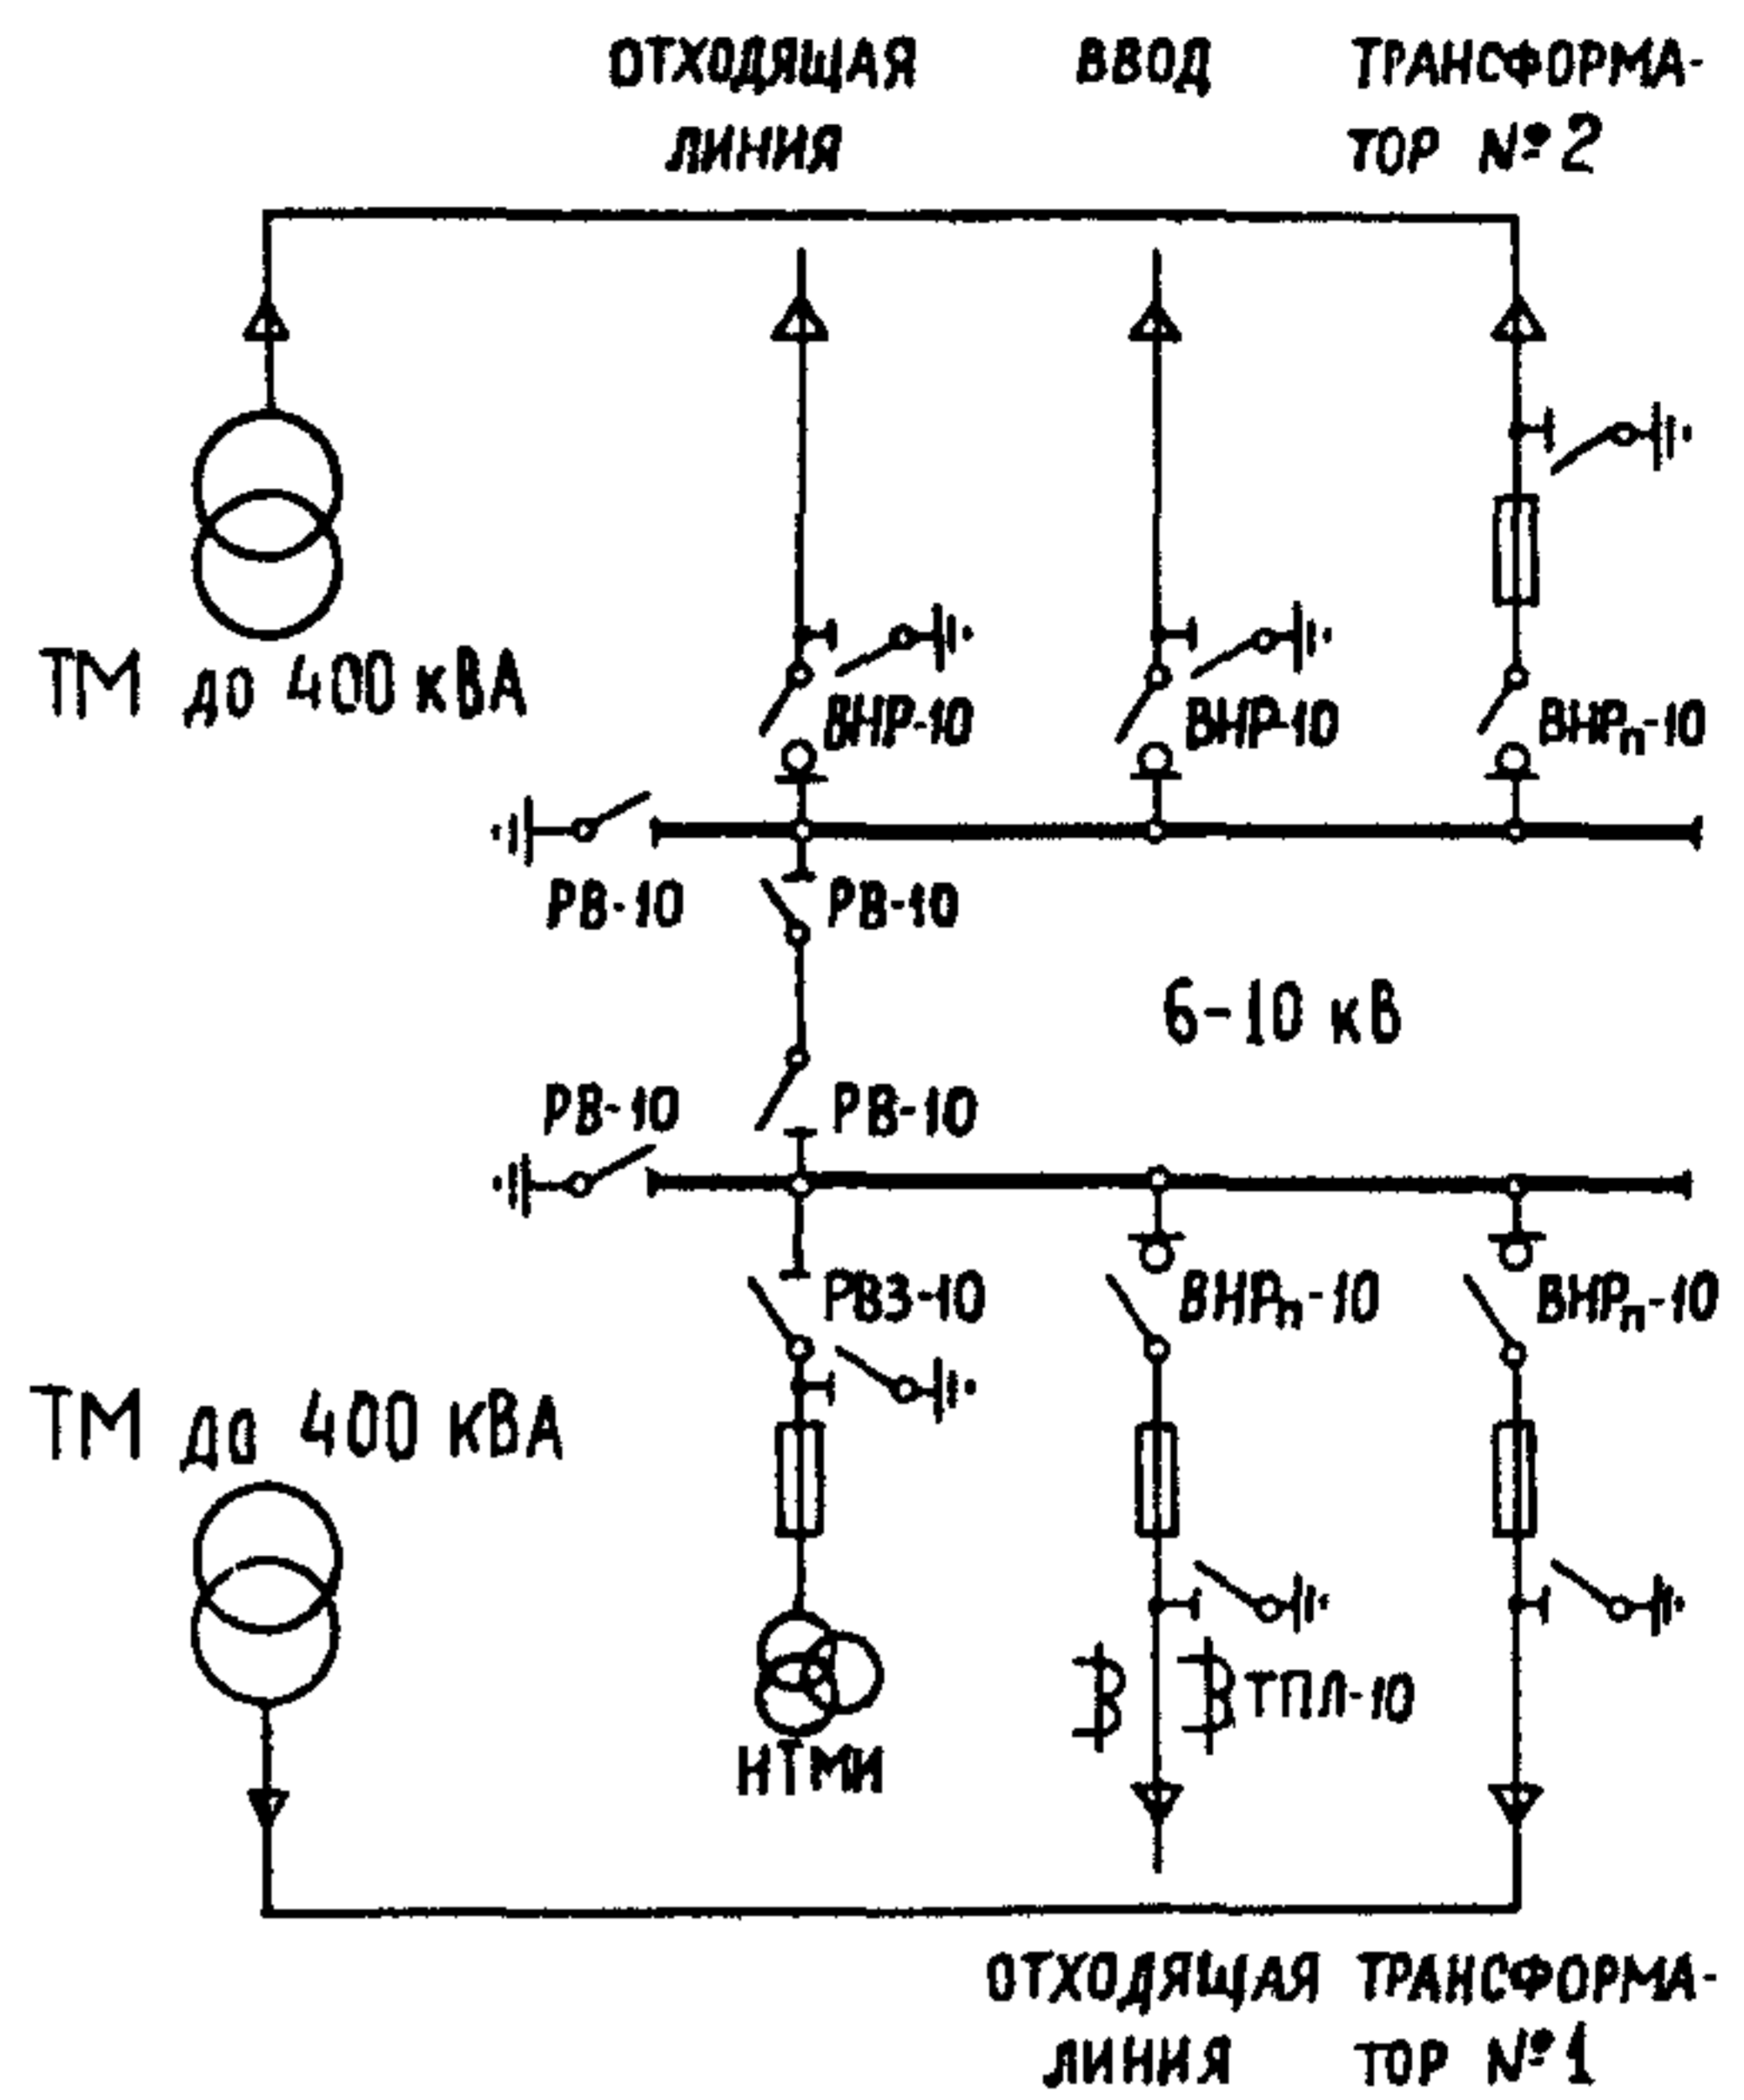 ОТХОДЯЩАЯ
ЛИНИЯ
ВВОД
ТРАНСФОРМА-
ТОР №2
ТМ до 400 кВА
ВНР-10
ВНР-10
ВНРп-10
РВ-10
РВ-10
6-10 кВ
РВ-10
РВ-10
РВЗ-10
ВНРп-10
ВНРп-10
ТМ до 400 кВА
НТМИ
ТПЛ-10
ОТХОДЯЩАЯ
ЛИНИЯ
ТРАНСФОРМА-
ТОР №1